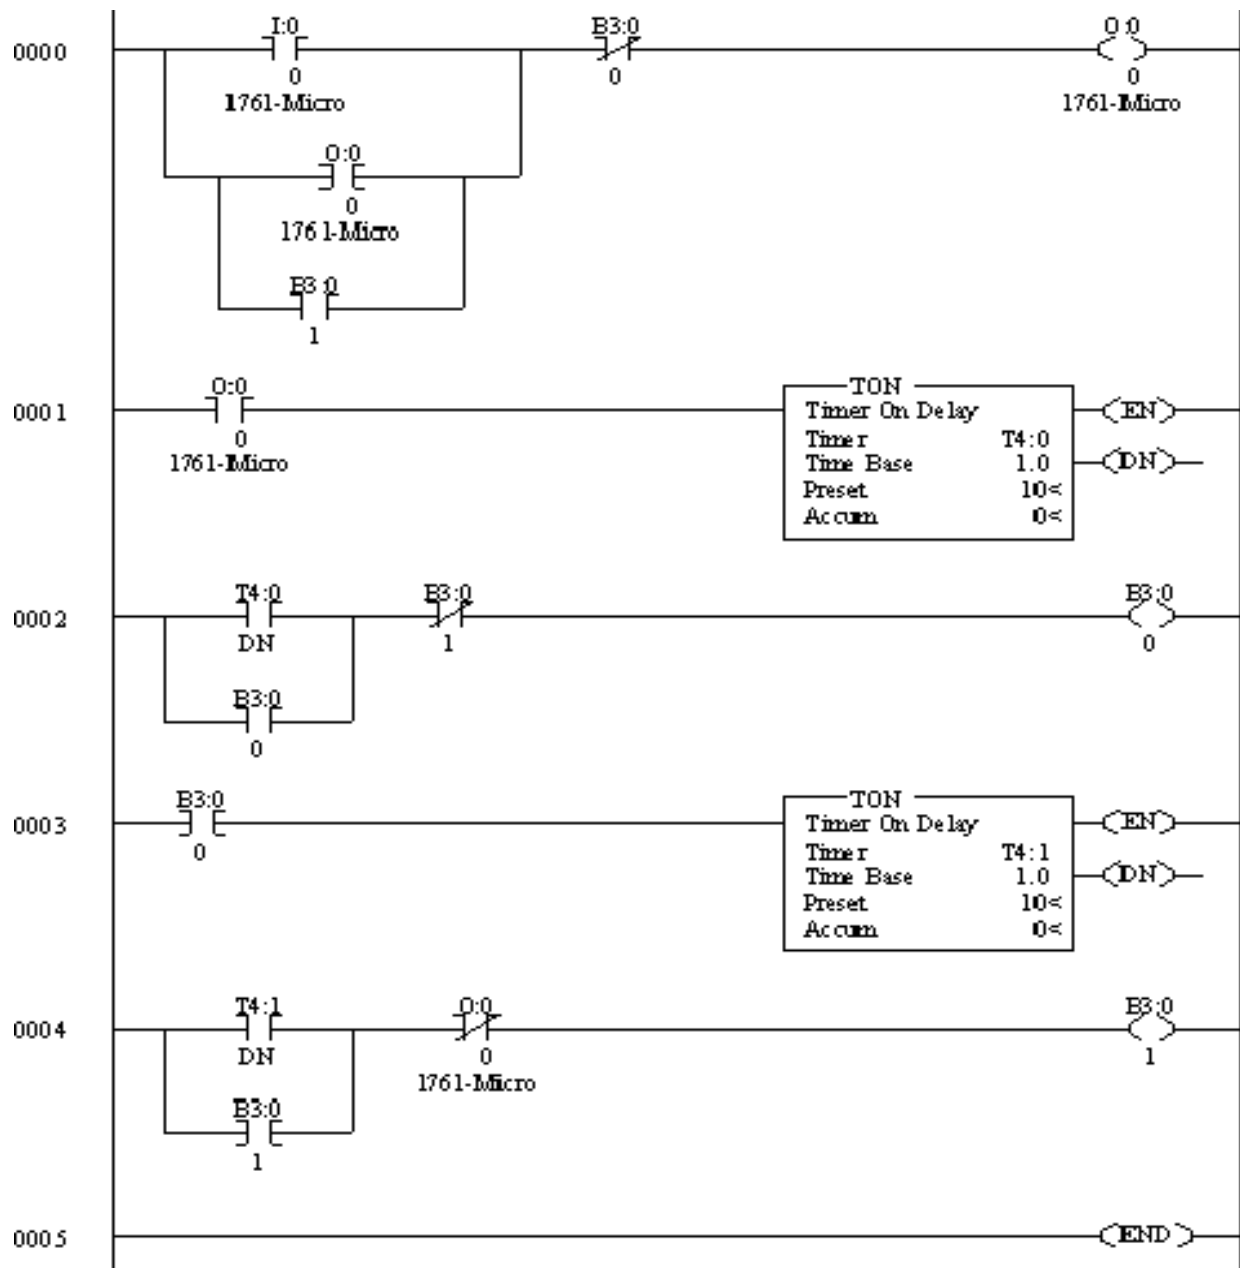 I:0
B3:0
O:0
0000
0
0
0
1761-Micro
1761-Micro
O:0
0
1761-Micro
B3:0
1
O:0
TON
0001
Timer On Delay
EN
0
Timer T4:0
1761-Micro
Time Base 1.0
DN
Preset 10<
Accum 0<
T4:0
B3:0
B3:0
0002
DN
1
0
B3:0
0
B3:0
TON
0003
Timer On Delay
EN
0
Timer T4:1
Time Base 1.0
DN
Preset 10<
Accum 0<
T4:1
O:0
B3:0
0004
DN
0
1
1761-Micro
B3:0
1
0005
END